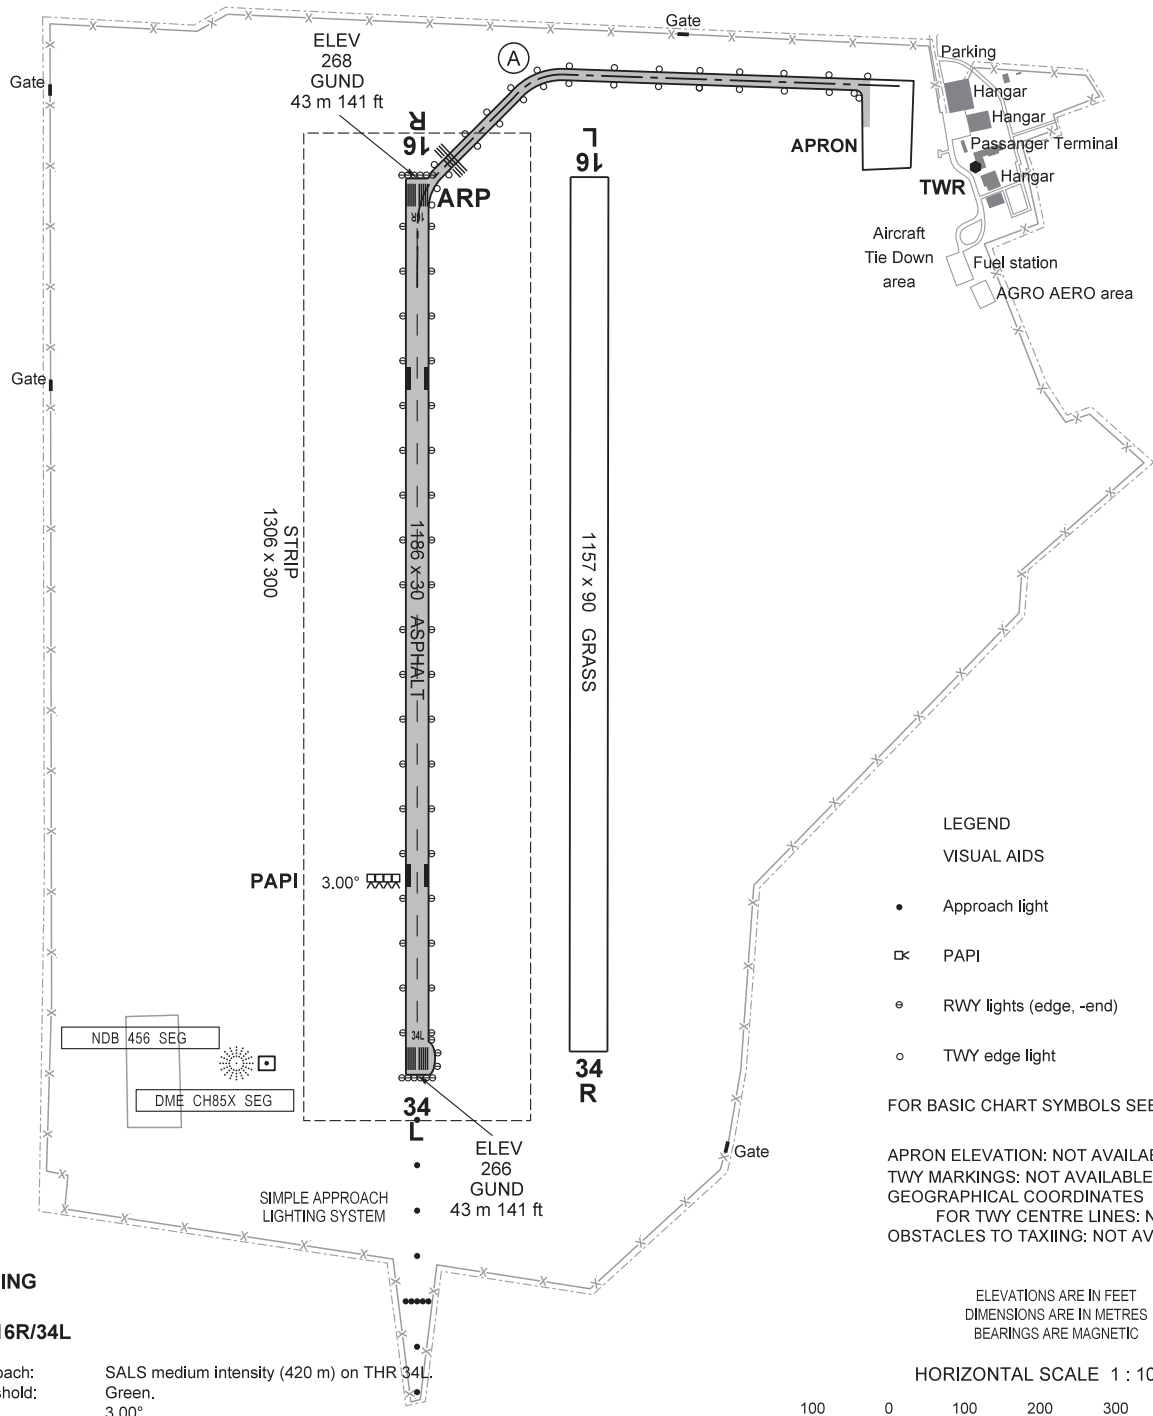 Gate
Parking
ELEV
268
GUND
43 m 141 ft
A
Gate
Hangar
Hangar
Passanger Terminal
Hangar
16
R
16
L
APRON
TWR
ARP
16R
Aircraft
Tie Down
area
Fuel station
AGRO AERO area
Gate
STRIP
1306 x 300
1186 x 30 ASPHALT
1157 x 90 GRASS
PAPI
3.00°
LEGEND
VISUAL AIDS
Approach light
PAPI
RWY lights (edge, -end)
TWY edge light
NDB 456 SEG
DME CH85X SEG
34L
34
L
34
R
ELEV
266
GUND
43 m 141 ft
SIMPLE APPROACH
LIGHTING SYSTEM
Gate
FOR BASIC CHART SYMBOLS SEE
APRON ELEVATION: NOT AVAILAB
TWY MARKINGS: NOT AVAILABLE
GEOGRAPHICAL COORDINATES
FOR TWY CENTRE LINES: N
OBSTACLES TO TAXIING: NOT AV
ELEVATIONS ARE IN FEET
DIMENSIONS ARE IN METRES
BEARINGS ARE MAGNETIC
HORIZONTAL SCALE 1 : 10
100 0 100 200 300
ING
16R/34L
oach: SALS medium intensity (420 m) on THR 34L.
shold: Green.
3.00°